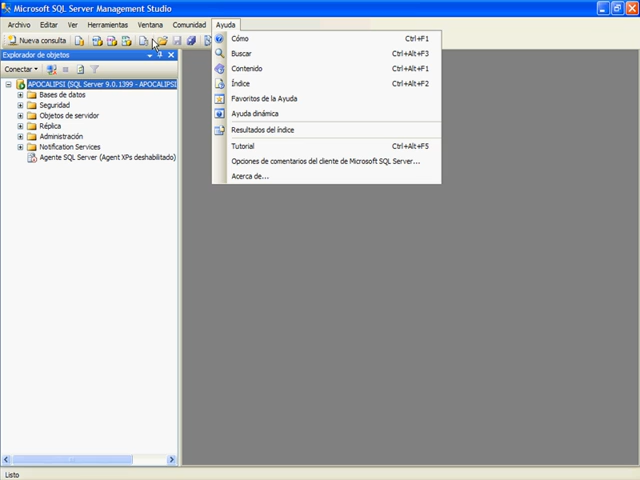 Microsoft SQL Server Management Studio
Archivo Editar Ver Herramientas Ventana Comunidad Ayuda
Nueva consulta
Explorador de objetos
Conectar
APOCALIPSI (SQL Server 9.0.1399 - APOCALIPSI
Bases de datos
Seguridad
Objetos de servidor
Réplica
Administración
Notification Services
Agente SQL Server (Agent XPs deshabilitado)
Cómo Ctrl+F1
Buscar Ctrl+Alt+F3
Contenido Ctrl+Alt+F1
Índice Ctrl+Alt+F2
Favoritos de la Ayuda
Ayuda dinámica
Resultados del índice
Tutorial Ctrl+Alt+F5
Opciones de comentarios del cliente de Microsoft SQL Server...
Acerca de...
Listo